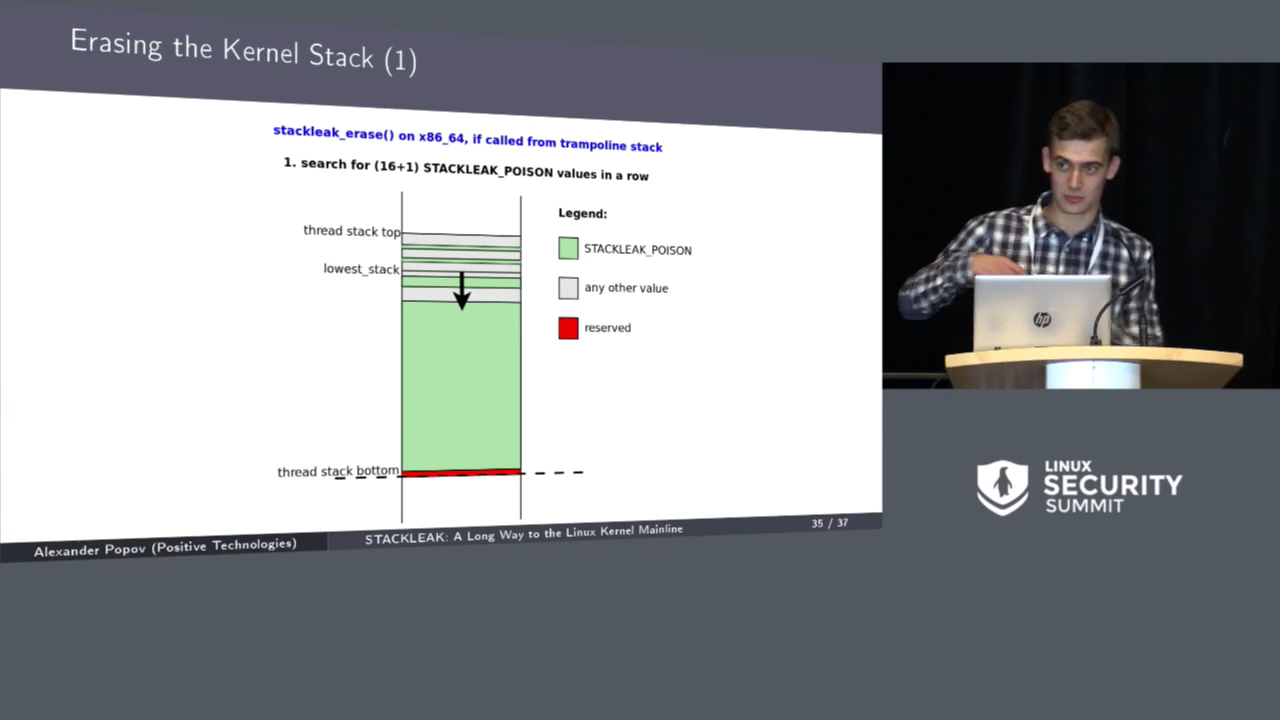 Erasing the Kernel Stack (1)
stackleak_erase() on x86_64, if called from trampoline stack
1. search for (16+1) STACKLEAK_POISON values in a row
thread stack top
lowest_stack
thread stack bottom
Legend:
STACKLEAK_POISON
any other value
reserved
35 / 37
Alexander Popov (Positive Technologies)
STACKLEAK: A Long Way to the Linux Kernel Mainline
hp
LINUX
SECURITY
SUMMIT